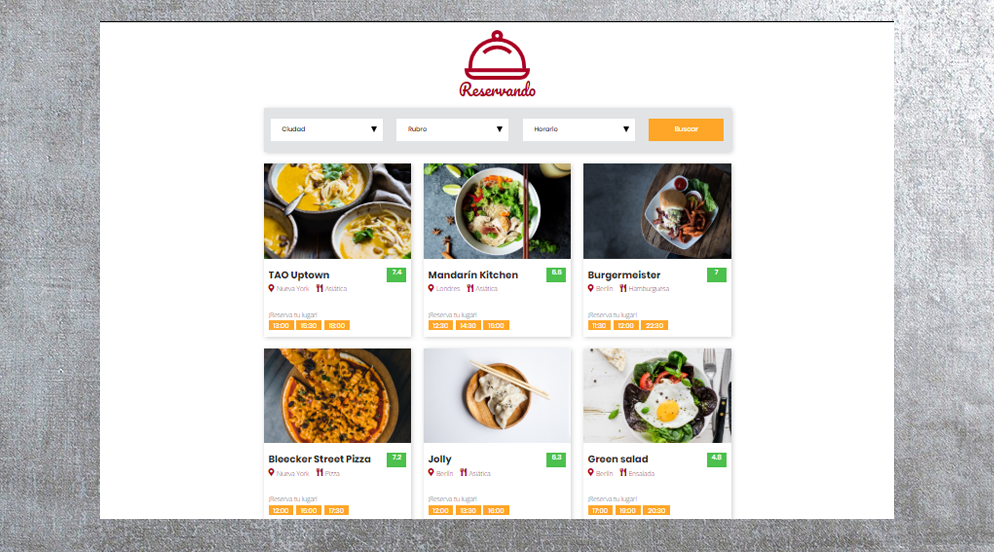 Reservando
Ciudad ▼ Rubro ▼ Horario ▼ Buscar
TAO Uptown 7.4
Nueva York Asiática
¡Reserva tu lugar!
13:00 15:30 18:00
Mandarín Kitchen 6.6
Londres Asiática
¡Reserva tu lugar!
12:30 14:30 15:00
Burgermeister 7
Berlín Hamburguesa
¡Reserva tu lugar!
11:30 12:00 22:30
Bleecker Street Pizza 7.2
Nueva York Pizza
¡Reserva tu lugar!
12:00 15:00 17:30
Jolly 6.3
Berlín Asiática
¡Reserva tu lugar!
12:00 13:30 16:00
Green salad 4.8
Berlín Ensalada
¡Reserva tu lugar!
17:00 19:00 20:30